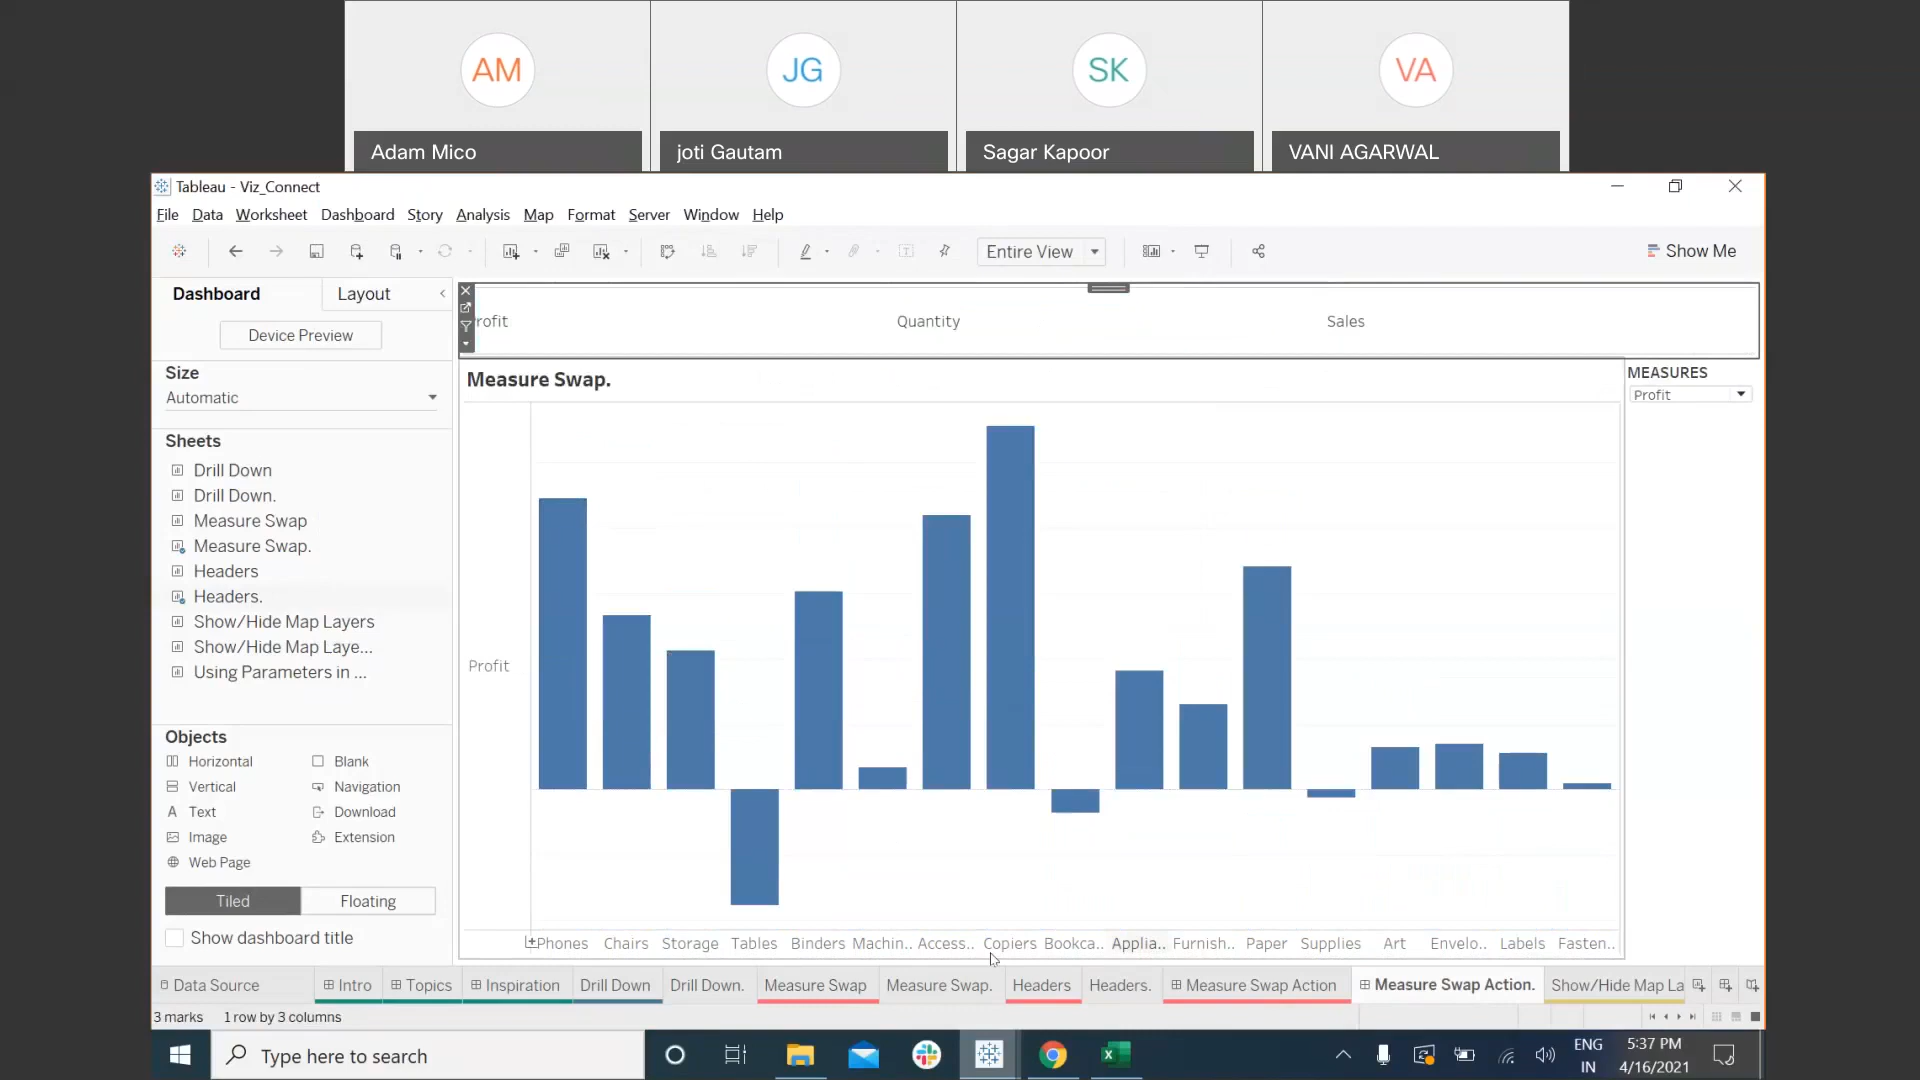 AM
JG
SK
VA
Adam Mico
joti Gautam
Sagar Kapoor
VANI AGARWAL
Tableau - Viz_Connect
File Data Worksheet Dashboard Story Analysis Map Format Server Window Help
Entire View
Show Me
Dashboard
Layout
Device Preview
Size
Automatic
Sheets
Drill Down
Drill Down.
Measure Swap
Measure Swap.
Headers
Headers.
Show/Hide Map Layers
Show/Hide Map Laye...
Using Parameters in ...
Objects
Horizontal
Blank
Vertical
Navigation
Text
Download
Image
Extension
Web Page
Tiled
Floating
Show dashboard title
rofit
Quantity
Sales
Measure Swap.
MEASURES
Profit
Profit
Phones Chairs Storage Tables Binders Machin.. Access.. Copiers Bookca.. Applia.. Furnish.. Paper Supplies Art Envelo.. Labels Fasten..
Data Source Intro Topics Inspiration Drill Down Drill Down. Measure Swap Measure Swap. Headers Headers. Measure Swap Action Measure Swap Action. Show/Hide Map La
3 marks 1 row by 3 columns
Type here to search
ENG
IN
5:37 PM
4/16/2021